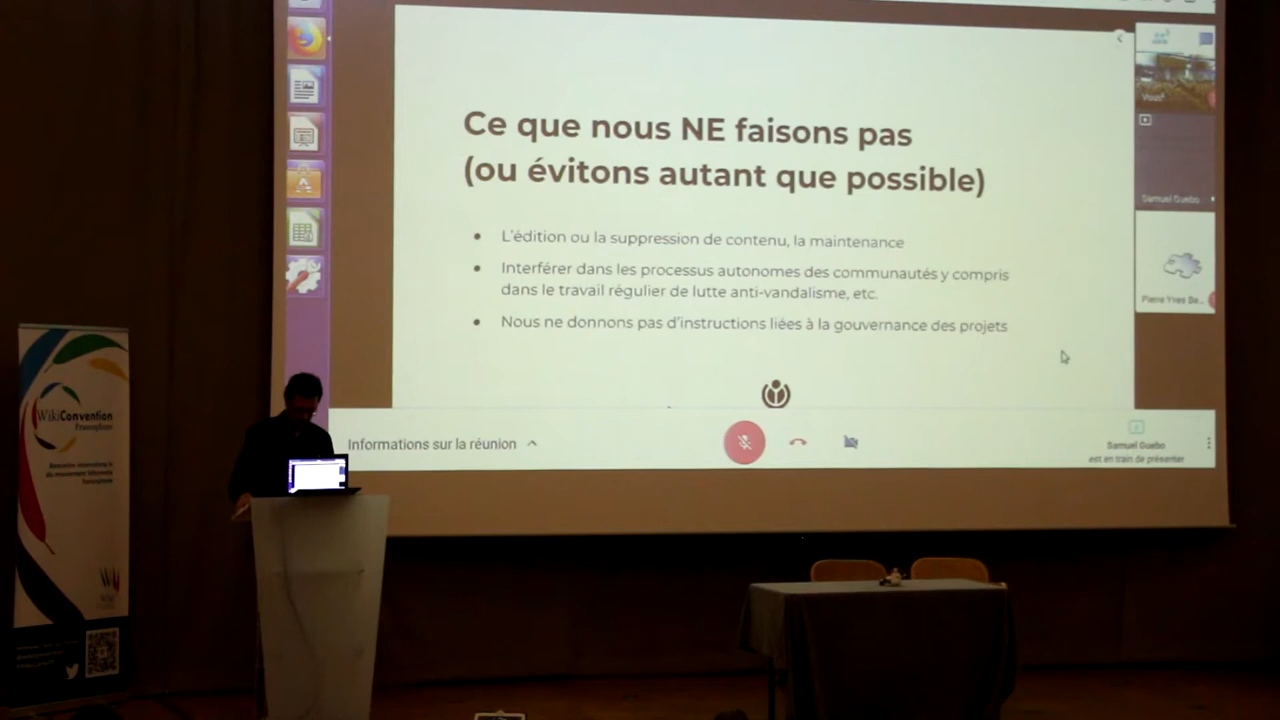 Ce que nous NE faisons pas
(ou évitons autant que possible)
L'édition ou la suppression de contenu, la maintenance
Interférer dans les processus autonomes des communautés y compris
dans le travail régulier de lutte anti-vandalisme, etc.
Nous ne donnons pas d'instructions liées à la gouvernance des projets
Vous
Samuel Guebo
Pierre Yves Be...
Informations sur la réunion
Samuel Guebo
est en train de présenter
WikiConvention
Francophone